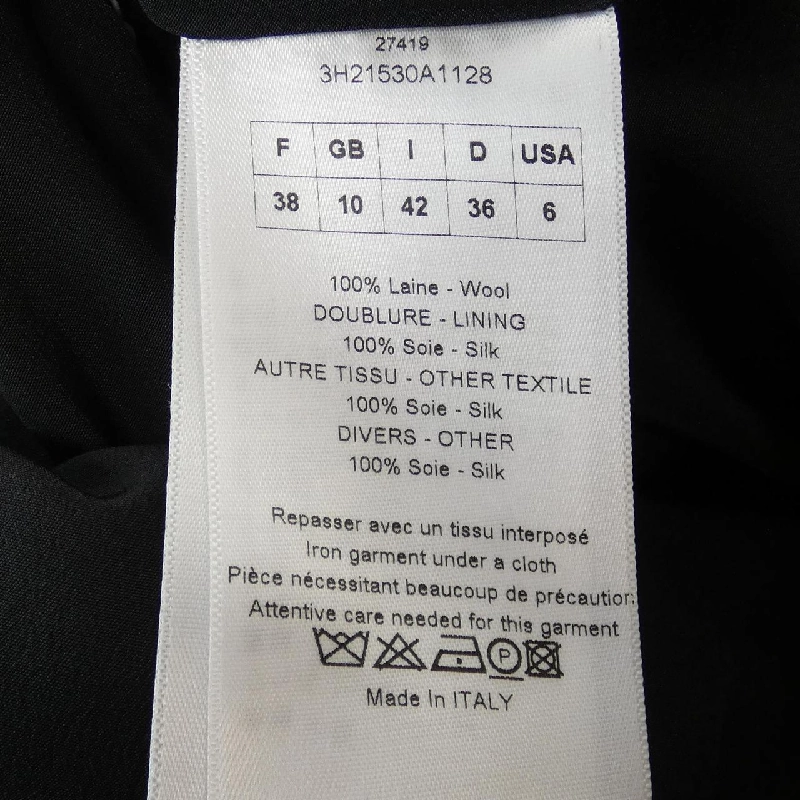 27419
3H21530A1128
F GB I D USA
38 10 42 36 6
100% Laine - Wool
DOUBLURE - LINING
100% Soie - Silk
AUTRE TISSU - OTHER TEXTILE
100% Soie - Silk
DIVERS - OTHER
100% Soie - Silk
Repasser avec un tissu interposé
Iron garment under a cloth
Pièce nécessitant beaucoup de précaution
Attentive care needed for this garment
P
Made In ITALY